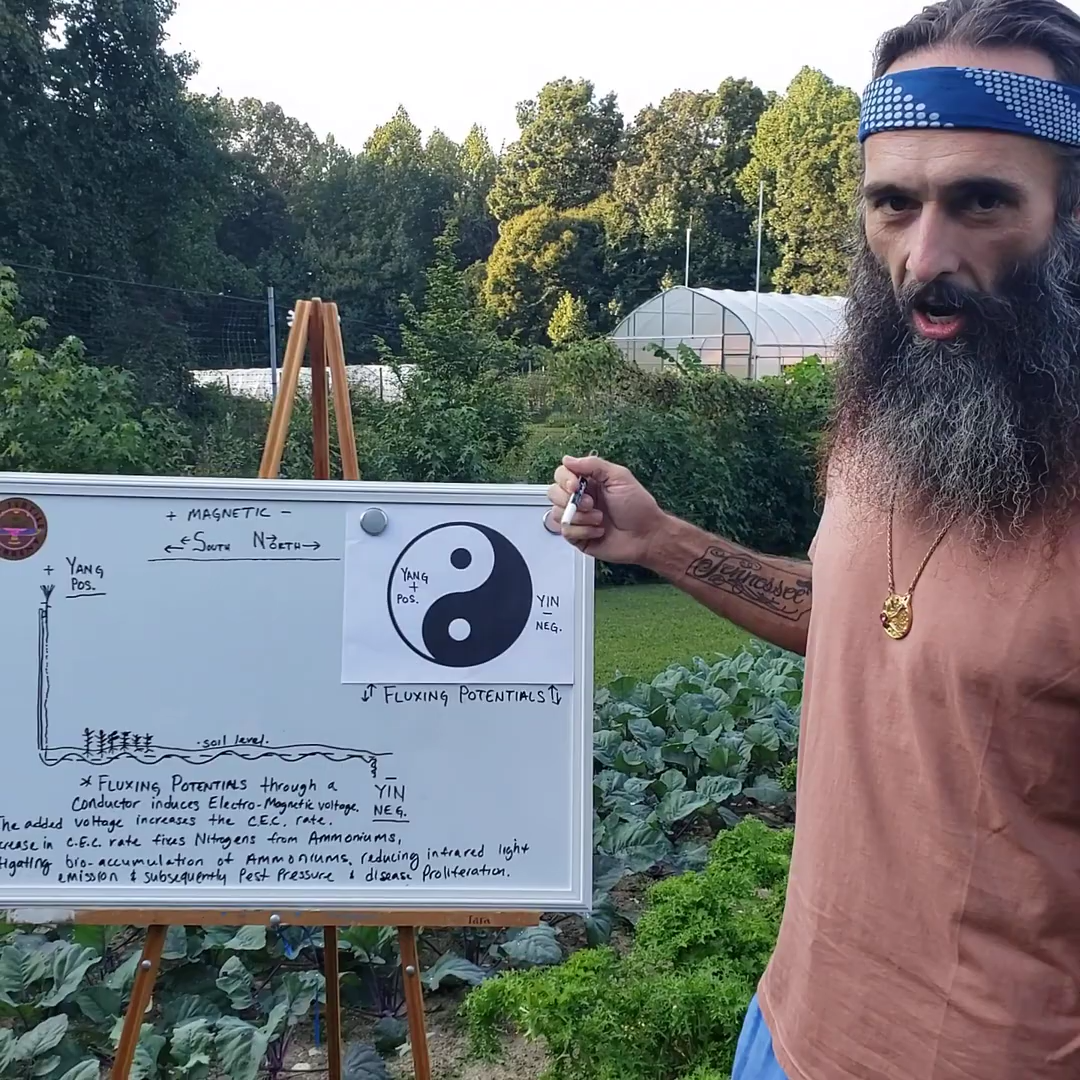 + MAGNETIC -
← South North →
+ YANG
POS.
YANG
+
POS.
YIN
-
NEG.
↓↑ FLUXING POTENTIALS ↑↓
· soil level ·
* FLUXING POTENTIALS through a
Conductor induces Electro-Magnetic voltage.
-
YIN
NEG.
The added voltage increases the C.E.C. rate.
crease in C.E.C. rate fixes Nitrogens from Ammoniums,
tigating bio-accumulation of Ammoniums, reducing infrared light
emission & subsequently Pest Pressure & disease Proliferation.
Tennessee